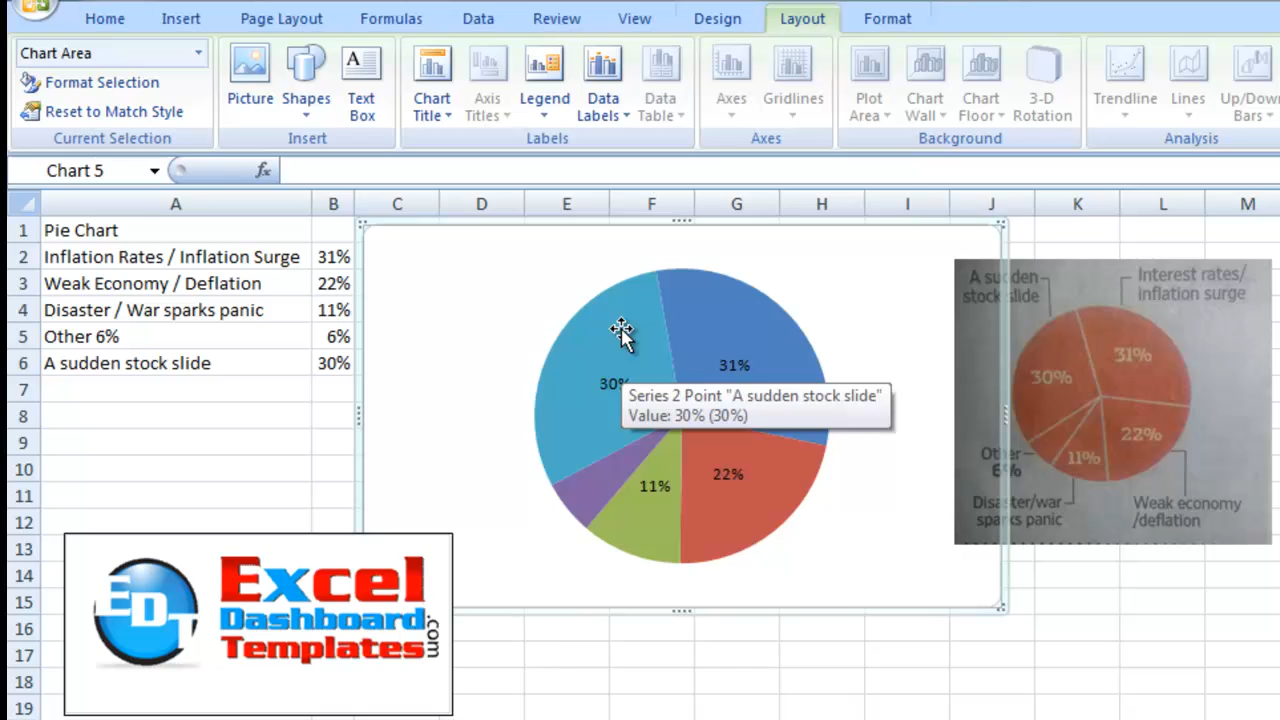 Home Insert Page Layout Formulas Data Review View Design Layout Format
Chart Area
Format Selection
Reset to Match Style
Current Selection
Picture Shapes Text Box
Insert
Chart Title Axis Titles Legend Data Labels Data Table
Labels
Axes Gridlines
Axes
Plot Area Chart Wall Chart Floor 3-D Rotation
Background
Trendline Lines Up/Down Bars
Analysis
Chart 5
fx
A B C D E F G H I J K L M
1 Pie Chart
2 Inflation Rates / Inflation Surge 31%
3 Weak Economy / Deflation 22%
4 Disaster / War sparks panic 11%
5 Other 6% 6%
6 A sudden stock slide 30%
7
8
9
10
11
12
13
14
15
16
17
18
19
31%
30%
Series 2 Point "A sudden stock slide"
Value: 30% (30%)
22%
11%
A sudden
stock slide
Interest rates/
inflation surge
31%
30%
22%
11%
Other
6%
Disaster/war
sparks panic
Weak economy
/deflation
EDT
Excel
Dashboard
Templates
.com